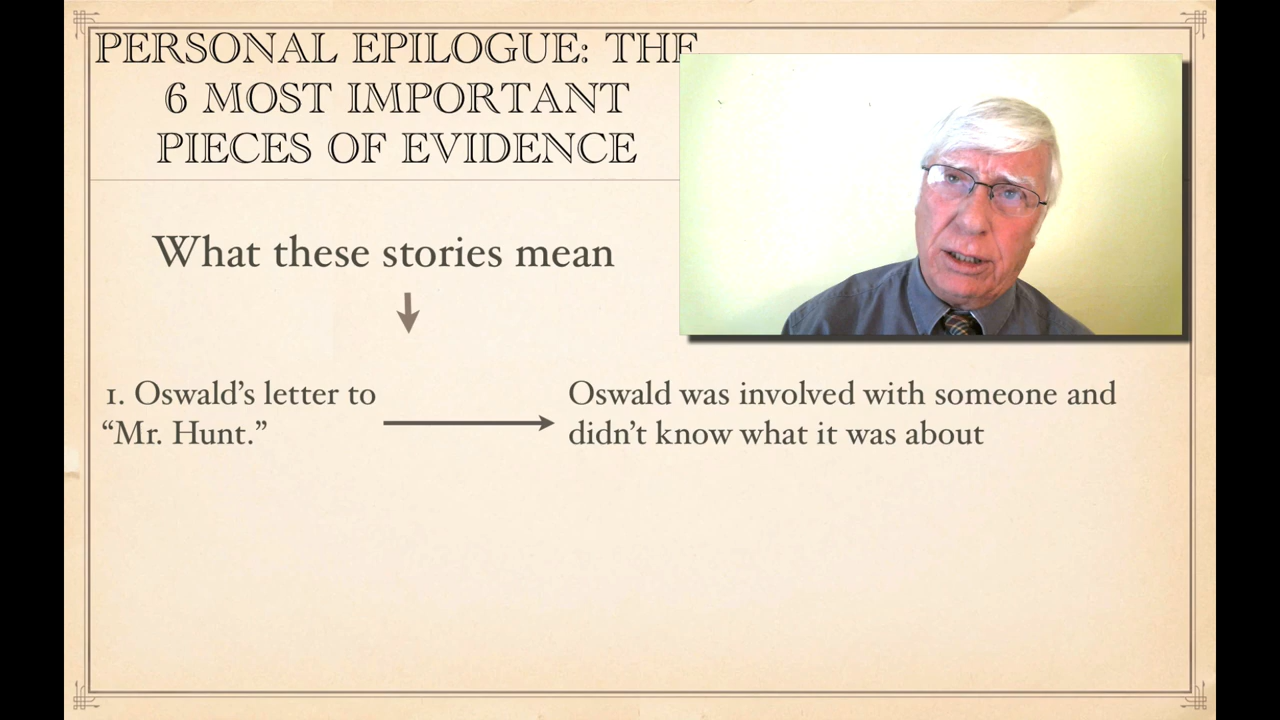 PERSONAL EPILOGUE: THE
6 MOST IMPORTANT
PIECES OF EVIDENCE
What these stories mean
1. Oswald’s letter to
“Mr. Hunt.”
Oswald was involved with someone and
didn’t know what it was about